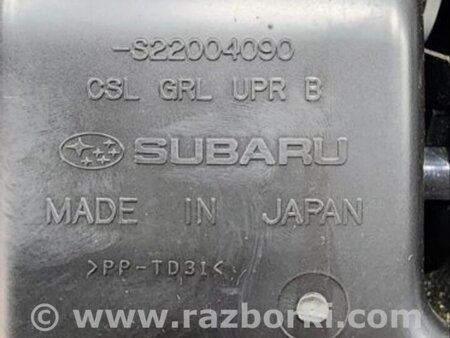 -S22004090
CSL GRL UPR B
SUBARU
MADE IN JAPAN
>PP-TD31<
© www.razborki.com